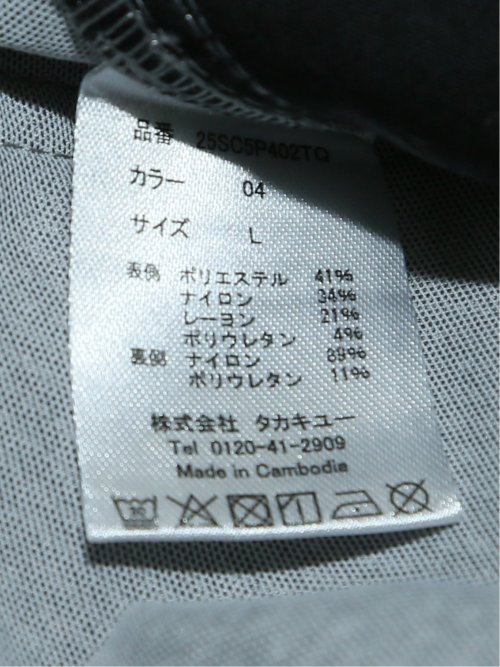 品番 25SC5P402TQ
カラー 04
サイズ L
表側 ポリエステル 41%
ナイロン 34%
レーヨン 21%
ポリウレタン 4%
裏側 ナイロン 89%
ポリウレタン 11%
株式会社 タカキュー
Tel 0120-41-2909
Made in Cambodia